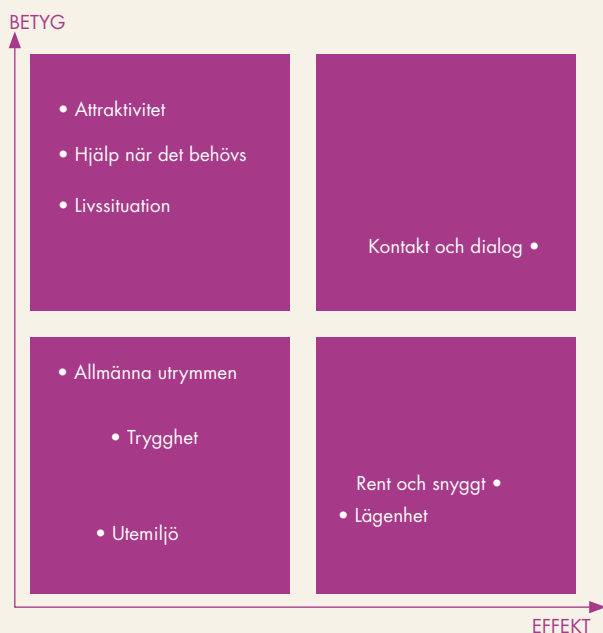 BETYG
• Attraktivitet
• Hjälp när det behövs
• Livssituation
Kontakt och dialog •
• Allmänna utrymmen
• Trygghet
• Utemiljö
Rent och snyggt •
• Lägenhet
EFFEKT